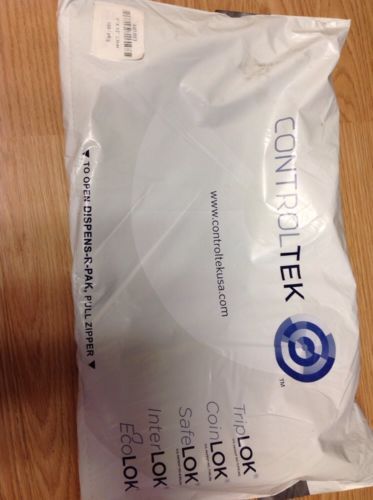 CONTROLTEK
TM
www.controltekusa.com
▼ TO OPEN DISPENS-R-PAK, PULL ZIPPER ▼
TripLOK®
CoinLOK®
SafeLOK®
InterLOK®
EcoLOK®